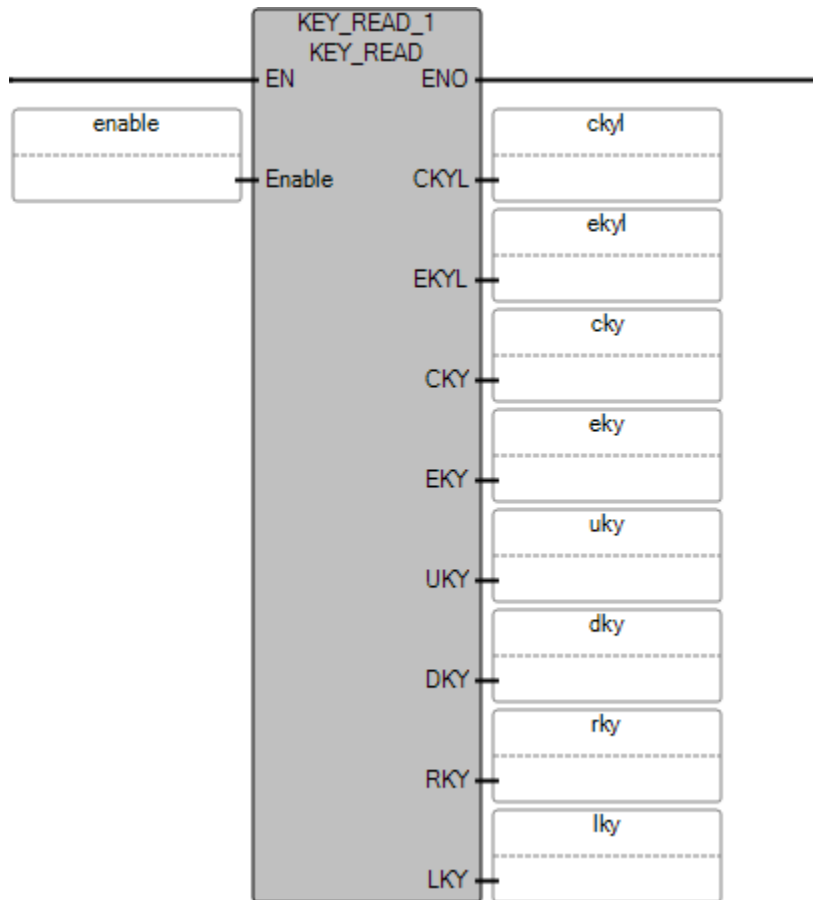 KEY_READ_1
KEY_READ
EN ENO
enable ckyl
Enable CKYL
ekyl
EKYL
cky
CKY
eky
EKY
uky
UKY
dky
DKY
rky
RKY
lky
LKY